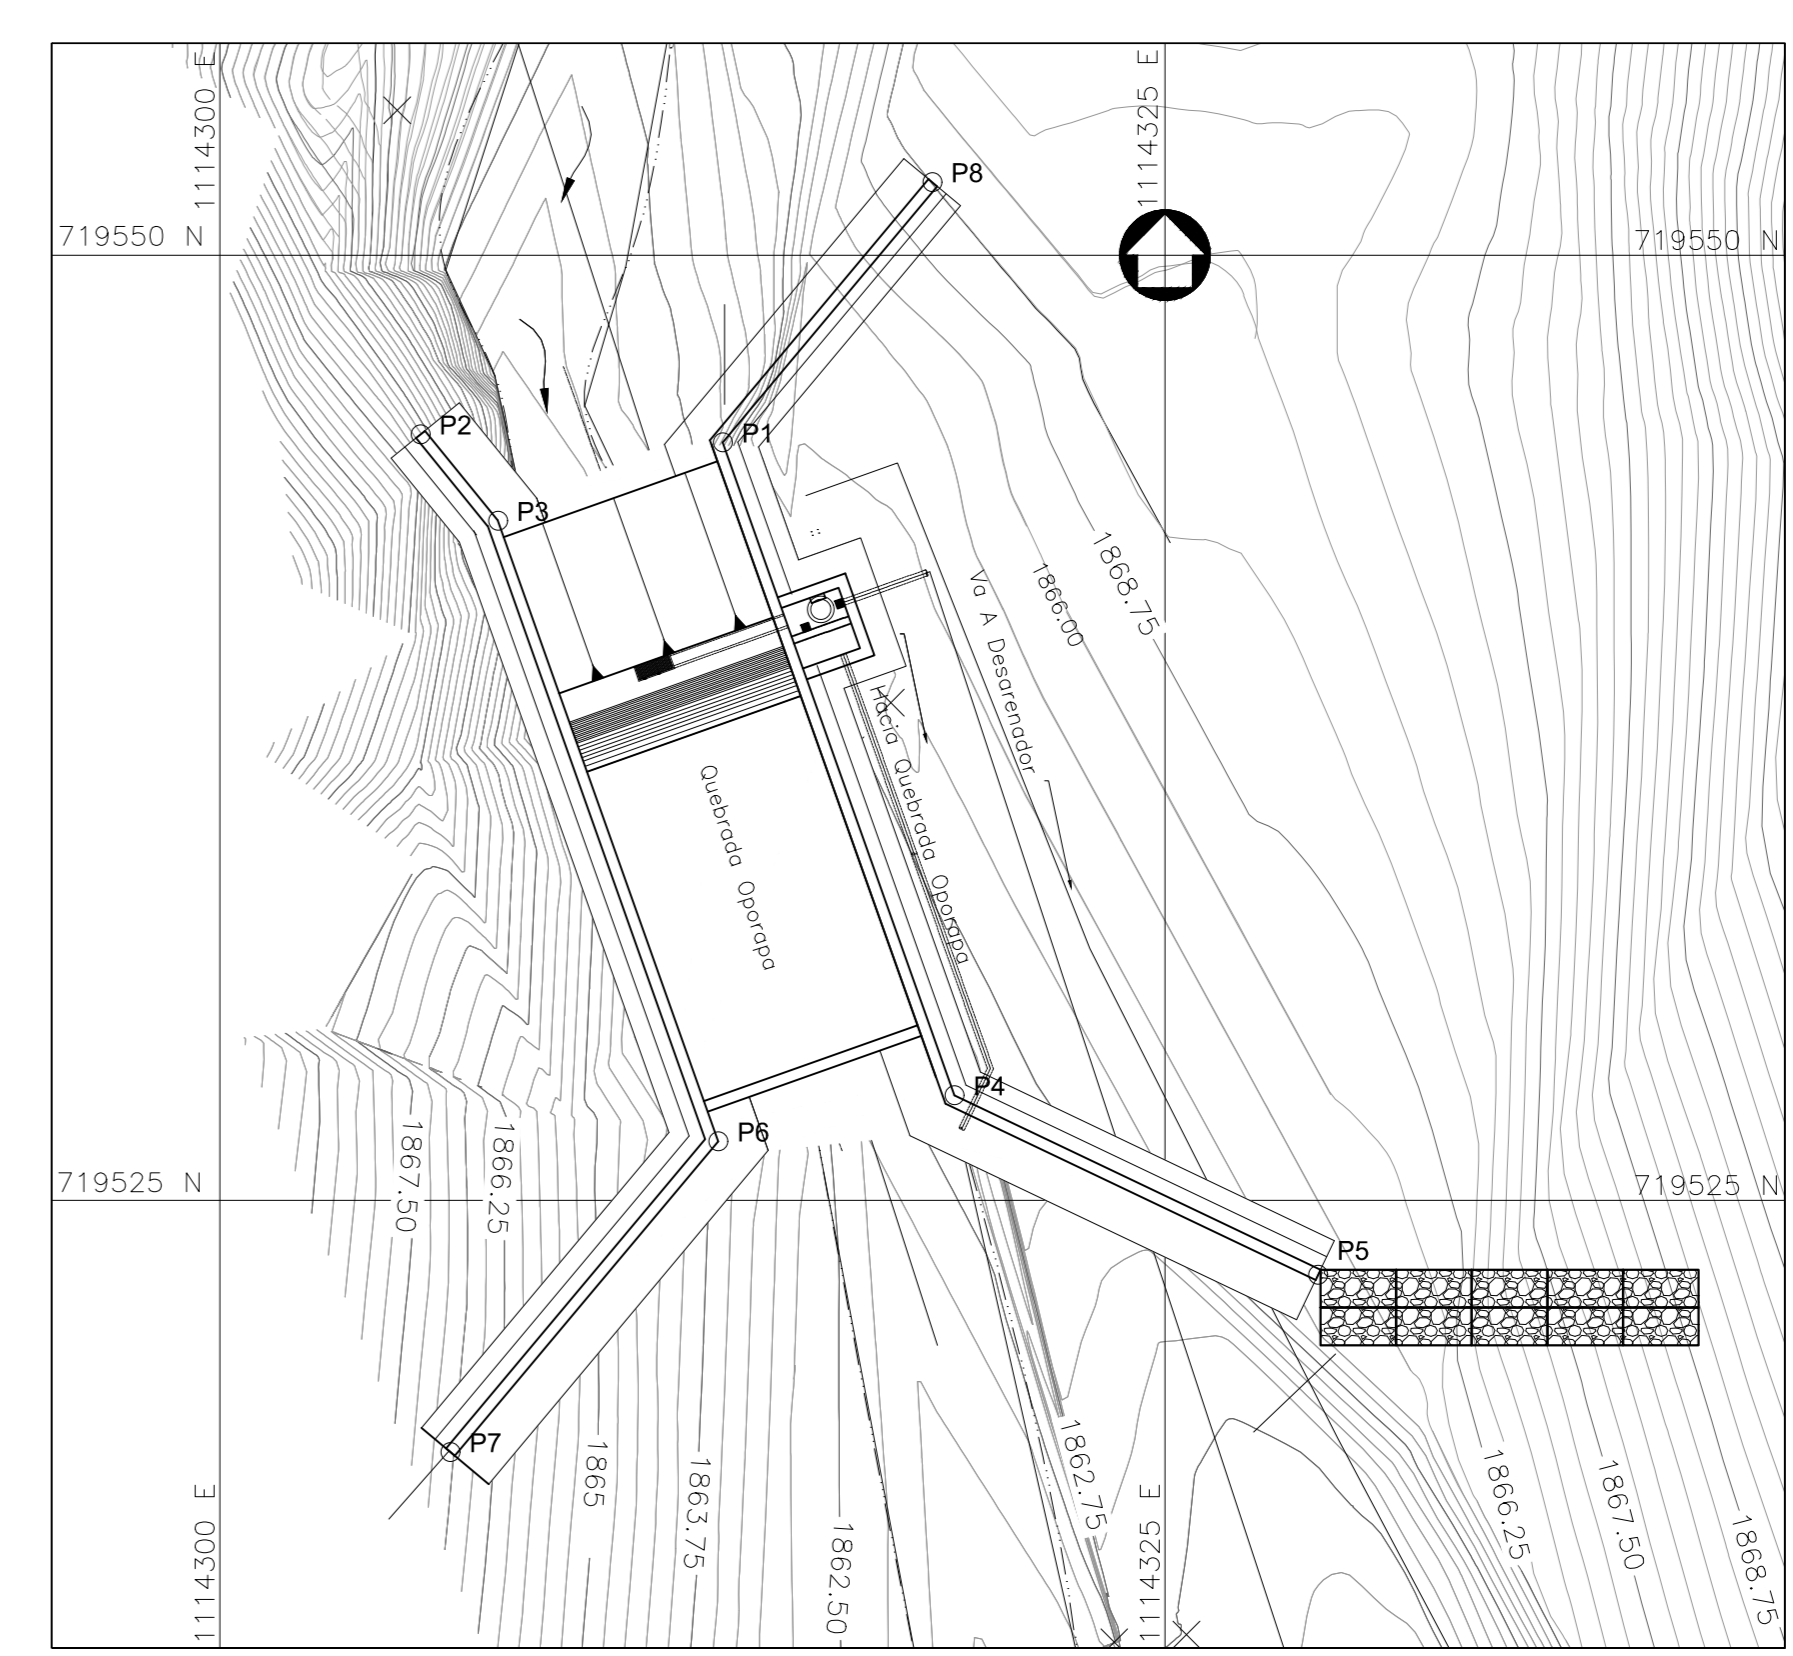 1114300 E
1114325 E
P8
719550 N
719550 N
P2
P1
P3
1868.75
1866.00
Va A Desarenador
Hacia Quebrada Oporapa
Quebrada Oporapa
P4
P6
1867.50
1866.25
719525 N
719525 N
P5
P7
1865
1863.75
1862.50
1862.75
1866.25
1867.50
1868.75
1114300 E
1114325 E